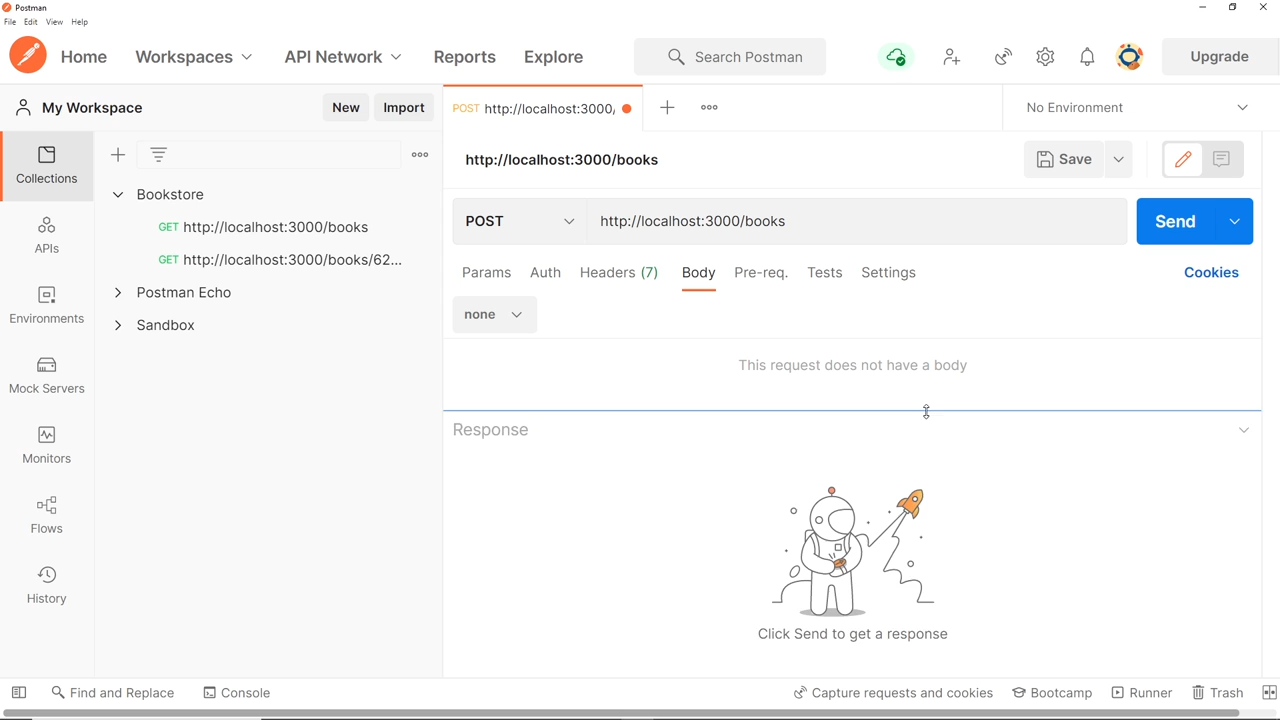 Postman
File Edit View Help
Home Workspaces API Network Reports Explore Search Postman Upgrade
My Workspace New Import POST http://localhost:3000, No Environment
Collections
http://localhost:3000/books Save
Bookstore
GET http://localhost:3000/books
POST http://localhost:3000/books Send
APIs
GET http://localhost:3000/books/62...
Params Auth Headers (7) Body Pre-req. Tests Settings Cookies
Postman Echo
Environments
none
Sandbox
This request does not have a body
Mock Servers
Response
Monitors
Flows
History
Click Send to get a response
Find and Replace Console Capture requests and cookies Bootcamp Runner Trash